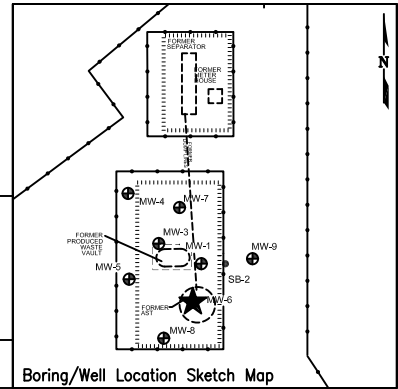 FORMER
SEPARATOR
FORMER
METER
HOUSE
N
MW-4
MW-7
FORMER
PRODUCED
WASTE
VAULT
MW-3
MW-1
MW-9
MW-5
SB-2
FORMER
AST
MW-6
MW-8
Boring/Well Location Sketch Map